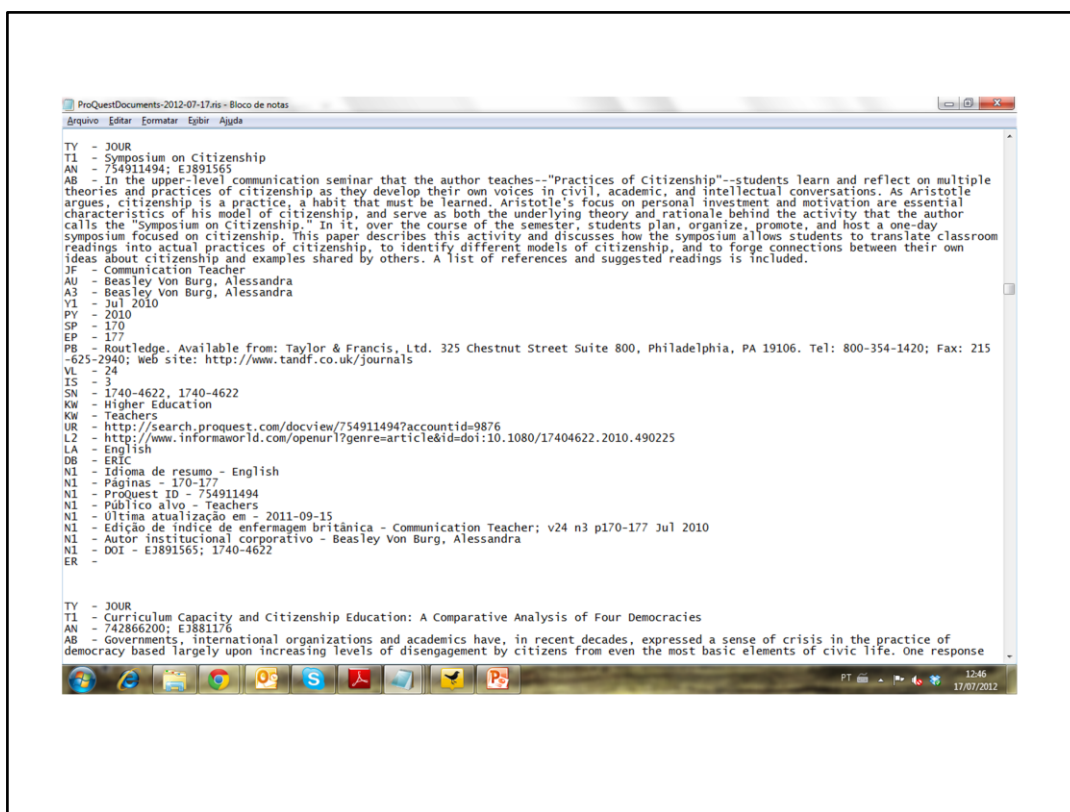 ProQuestDocuments-2012-07-17.ris - Bloco de notas
Arquivo Editar Formatar Exibir Ajuda
TY - JOUR
T1 - Symposium on Citizenship
AN - 754911494; EJ891565
AB - In the upper-level communication seminar that the author teaches--"Practices of Citizenship"--students learn and reflect on multiple
theories and practices of citizenship as they develop their own voices in civil, academic, and intellectual conversations. As Aristotle
argues, citizenship is a practice, a habit that must be learned. Aristotle's focus on personal investment and motivation are essential
characteristics of his model of citizenship, and serve as both the underlying theory and rationale behind the activity that the author
calls the "Symposium on Citizenship." In it, over the course of the semester, students plan, organize, promote, and host a one-day
symposium focused on citizenship. This paper describes this activity and discusses how the symposium allows students to translate classroom
readings into actual practices of citizenship, to identify different models of citizenship, and to forge connections between their own
ideas about citizenship and examples shared by others. A list of references and suggested readings is included.
JF - Communication Teacher
AU - Beasley Von Burg, Alessandra
A3 - Beasley Von Burg, Alessandra
Y1 - Jul 2010
PY - 2010
SP - 170
EP - 177
PB - Routledge. Available from: Taylor & Francis, Ltd. 325 Chestnut Street Suite 800, Philadelphia, PA 19106. Tel: 800-354-1420; Fax: 215
-625-2940; Web site: http://www.tandf.co.uk/journals
VL - 24
IS - 3
SN - 1740-4622, 1740-4622
KW - Higher Education
KW - Teachers
UR - http://search.proquest.com/docview/754911494?accountid=9876
L2 - http://www.informaworld.com/openurl?genre=article&id=doi:10.1080/17404622.2010.490225
LA - English
DB - ERIC
N1 - Idioma de resumo - English
N1 - Páginas - 170-177
N1 - ProQuest ID - 754911494
N1 - Público alvo - Teachers
N1 - Última atualização em - 2011-09-15
N1 - Edição de índice de enfermagem britânica - Communication Teacher; v24 n3 p170-177 Jul 2010
N1 - Autor institucional corporativo - Beasley Von Burg, Alessandra
N1 - DOI - EJ891565; 1740-4622
ER -
TY - JOUR
T1 - Curriculum Capacity and Citizenship Education: A Comparative Analysis of Four Democracies
AN - 742866200; EJ881176
AB - Governments, international organizations and academics have, in recent decades, expressed a sense of crisis in the practice of
democracy based largely upon increasing levels of disengagement by citizens from even the most basic elements of civic life. One response
PT
12:46
17/07/2012